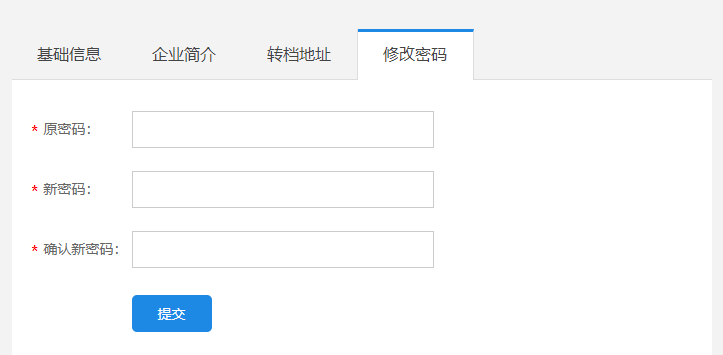 基础信息 企业简介 转档地址 修改密码
* 原密码：
* 新密码：
* 确认新密码：
提交